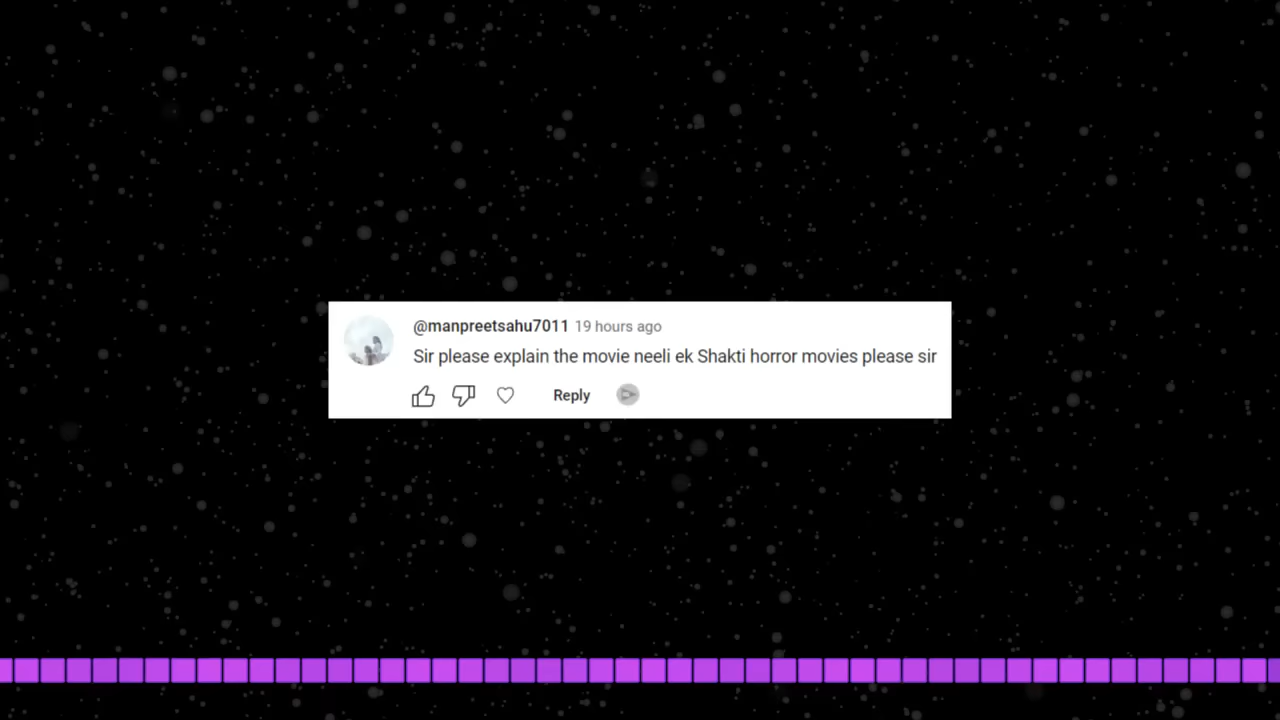 @manpreetsahu7011 19 hours ago
Sir please explain the movie neeli ek Shakti horror movies please sir
Reply